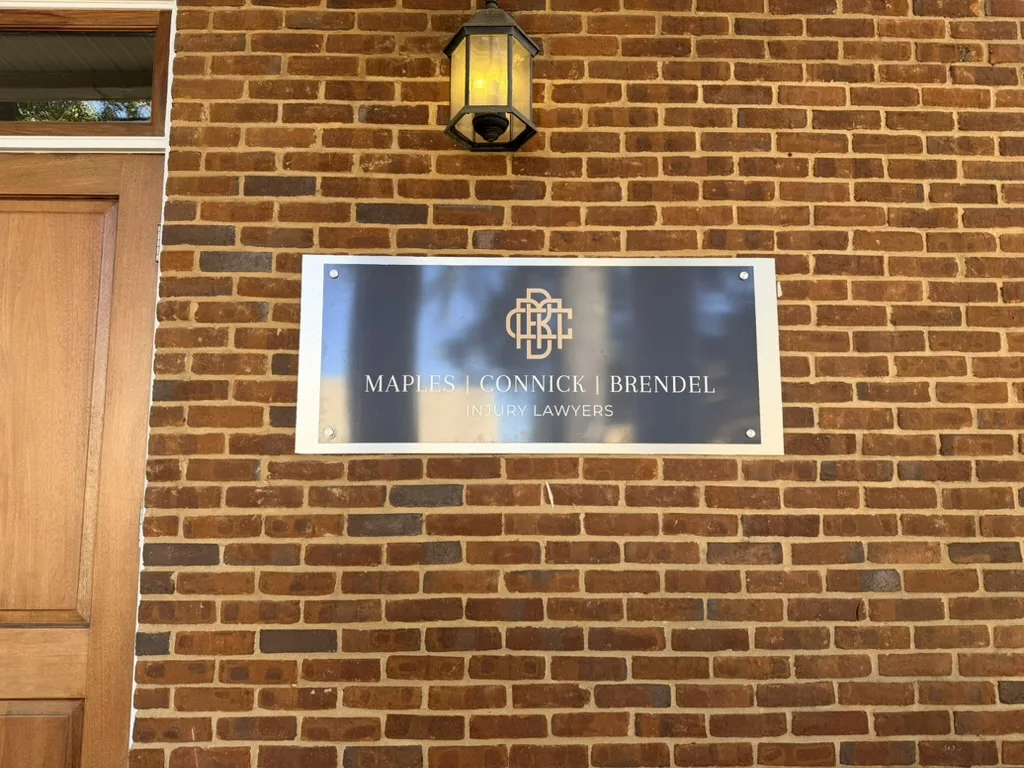 MAPLES | CONNICK | BRENDEL
INJURY LAWYERS